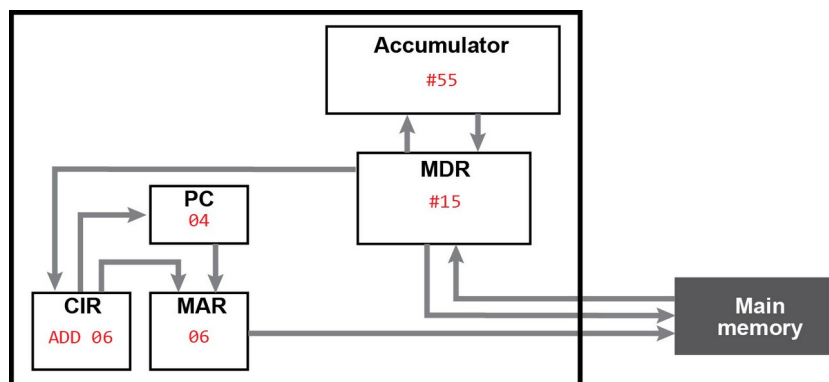 Accumulator
#55
MDR
#15
PC
04
CIR
ADD 06
MAR
06
Main
memory